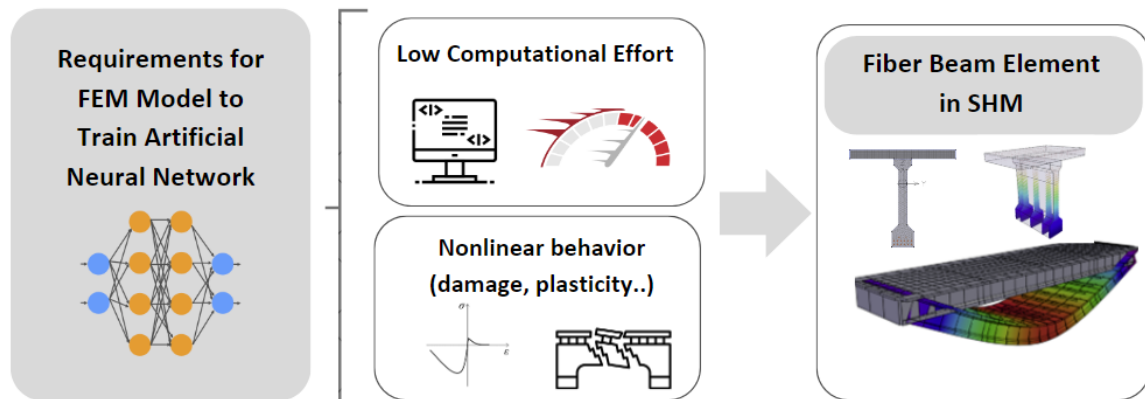 Requirements for
FEM Model to
Train Artificial
Neural Network
Low Computational Effort
<I>
<I>
Nonlinear behavior
(damage, plasticity..)
σ
ε
Fiber Beam Element
in SHM